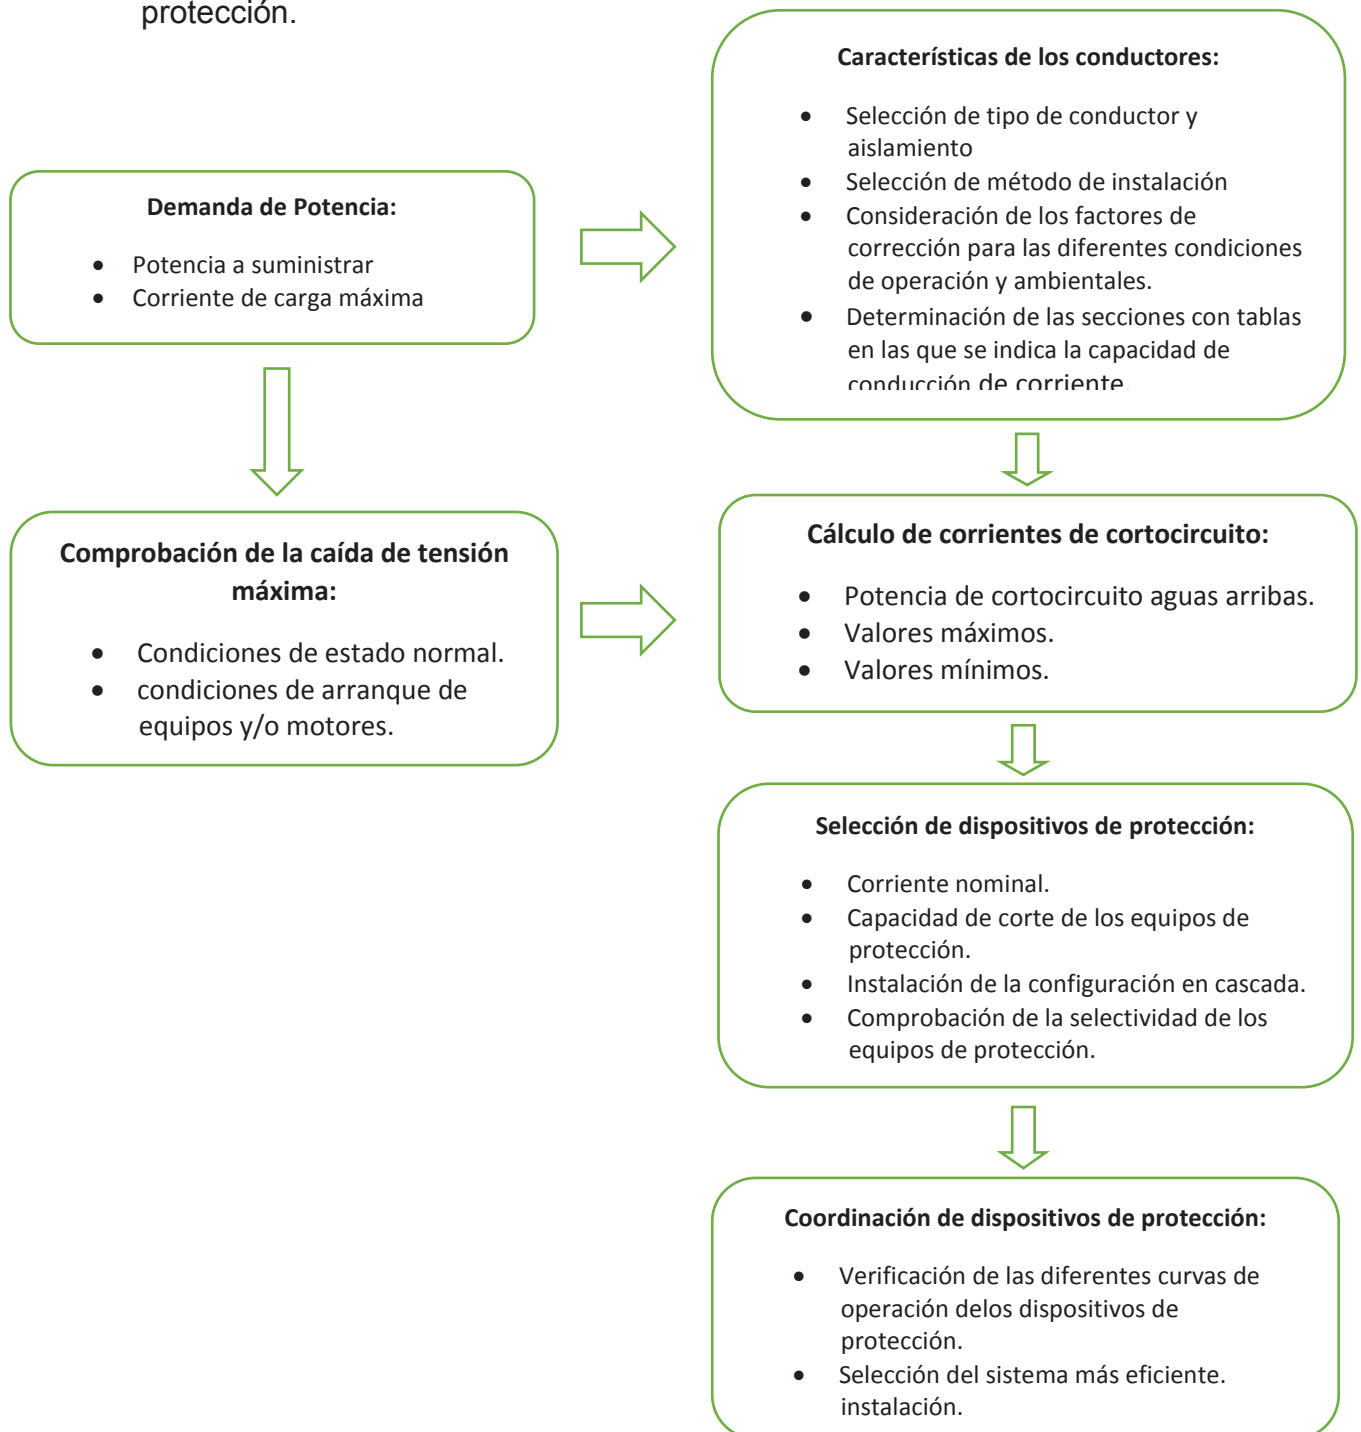 protección.
Demanda de Potencia:
• Potencia a suministrar
• Corriente de carga máxima
Características de los conductores:
• Selección de tipo de conductor y
aislamiento
• Selección de método de instalación
• Consideración de los factores de
corrección para las diferentes condiciones
de operación y ambientales.
• Determinación de las secciones con tablas
en las que se indica la capacidad de
conducción de corriente.
Comprobación de la caída de tensión
máxima:
• Condiciones de estado normal.
• condiciones de arranque de
equipos y/o motores.
Cálculo de corrientes de cortocircuito:
• Potencia de cortocircuito aguas arribas.
• Valores máximos.
• Valores mínimos.
Selección de dispositivos de protección:
• Corriente nominal.
• Capacidad de corte de los equipos de
protección.
• Instalación de la configuración en cascada.
• Comprobación de la selectividad de los
equipos de protección.
Coordinación de dispositivos de protección:
• Verificación de las diferentes curvas de
operación delos dispositivos de
protección.
• Selección del sistema más eficiente.
instalación.